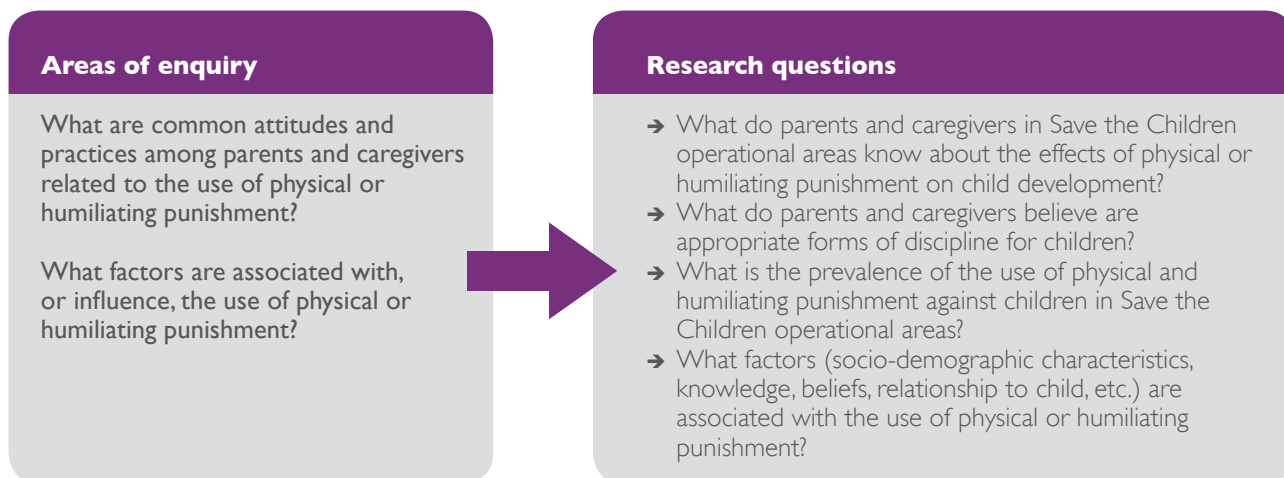 Areas of enquiry
What are common attitudes and
practices among parents and caregivers
related to the use of physical or
humiliating punishment?
What factors are associated with,
or influence, the use of physical or
humiliating punishment?
Research questions
➔ What do parents and caregivers in Save the Children
operational areas know about the effects of physical or
humiliating punishment on child development?
➔ What do parents and caregivers believe are
appropriate forms of discipline for children?
➔ What is the prevalence of the use of physical and
humiliating punishment against children in Save the
Children operational areas?
➔ What factors (socio-demographic characteristics,
knowledge, beliefs, relationship to child, etc.) are
associated with the use of physical or humiliating
punishment?